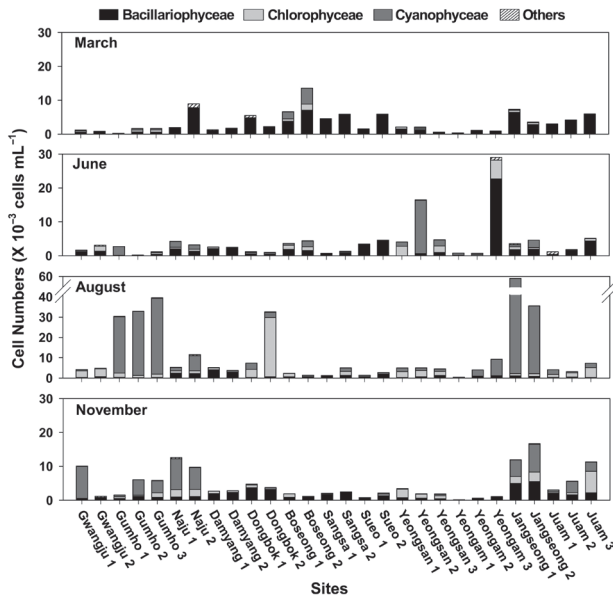 Bacillariophyceae Chlorophyceae Cyanophyceae Others
Cell Numbers (X 10⁻³ cells mL⁻¹)
March
30
20
10
0
June
30
20
10
0
August
60
40
30
20
10
0
November
30
20
10
0
Gwangju 1
Gwangju 2
Gumho 1
Gumho 2
Gumho 3
Naju 1
Naju 2
Damyang 1
Damyang 2
Dongbok 1
Dongbok 2
Boseong 1
Boseong 2
Sangsa 1
Sangsa 2
Sueo 1
Sueo 2
Yeongsan 1
Yeongsan 2
Yeongsan 3
Yeongam 1
Yeongam 2
Yeongam 3
Jangseong 1
Jangseong 2
Juam 1
Juam 2
Juam 3
Sites